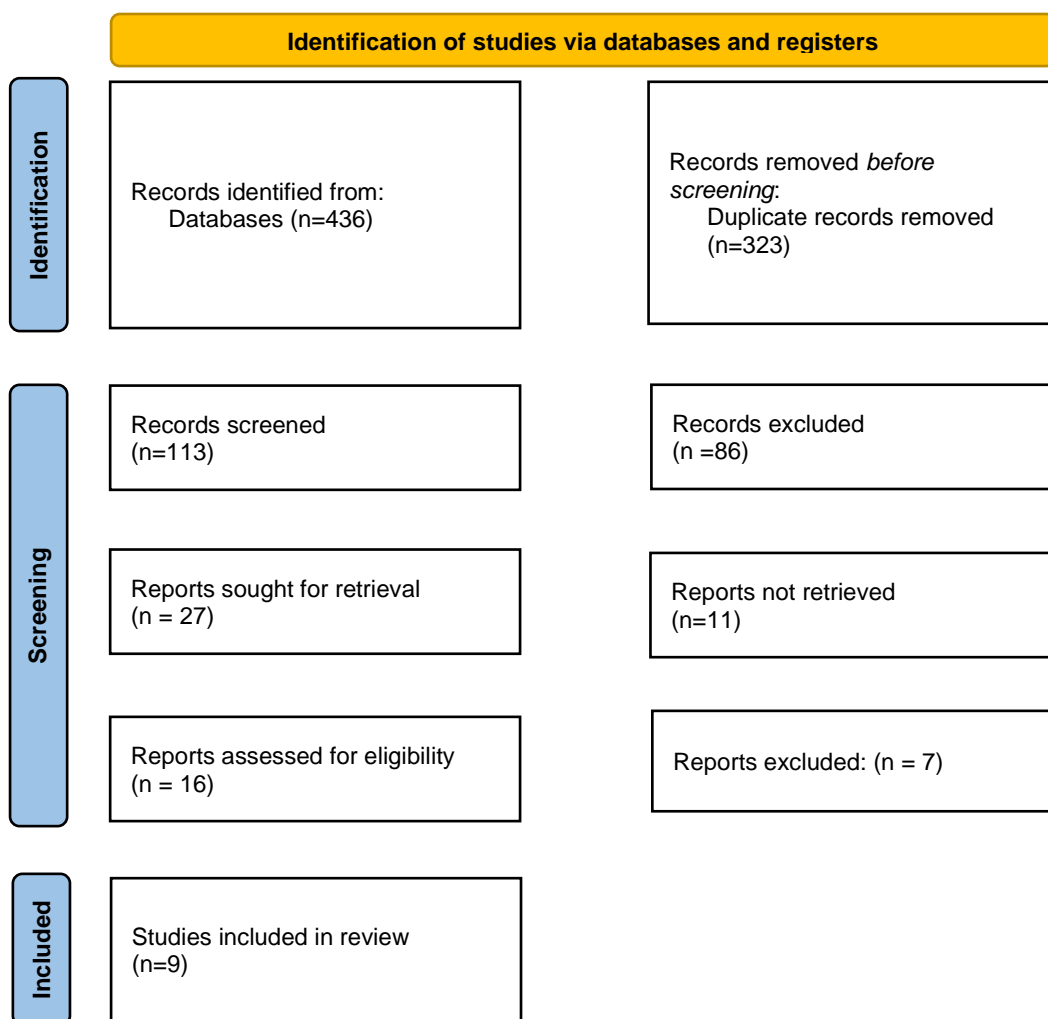 Identification of studies via databases and registers
Identification
Records identified from:
Databases (n=436)
Records removed before
screening:
Duplicate records removed
(n=323)
Screening
Records screened
(n=113)
Records excluded
(n =86)
Reports sought for retrieval
(n = 27)
Reports not retrieved
(n=11)
Reports assessed for eligibility
(n = 16)
Reports excluded: (n = 7)
Included
Studies included in review
(n=9)